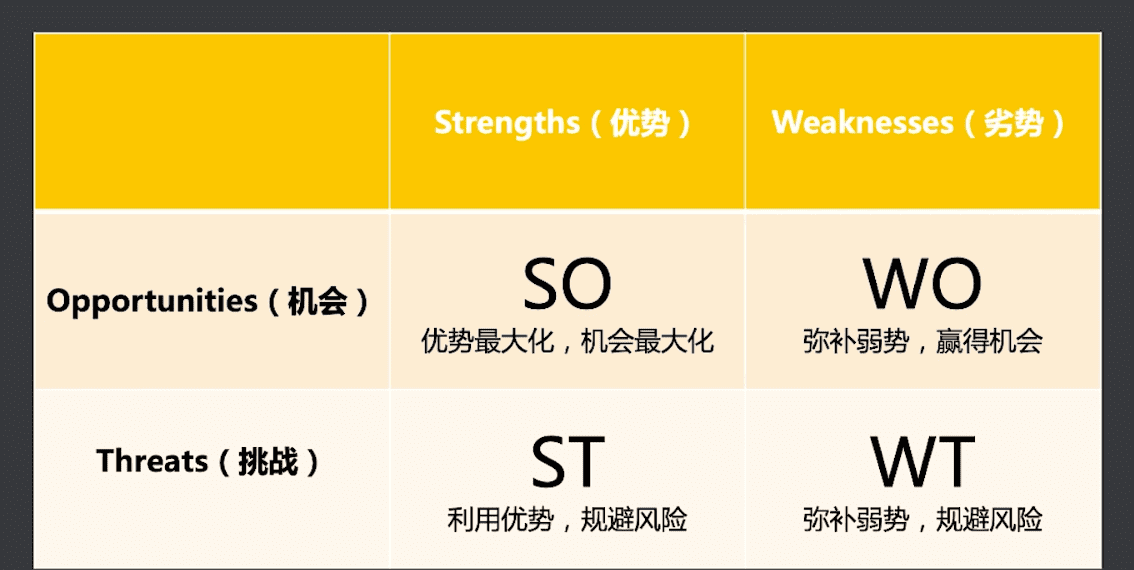 Strengths（优势）
Weaknesses（劣势）
Opportunities（机会）
SO
优势最大化，机会最大化
WO
弥补弱势，赢得机会
Threats（挑战）
ST
利用优势，规避风险
WT
弥补弱势，规避风险